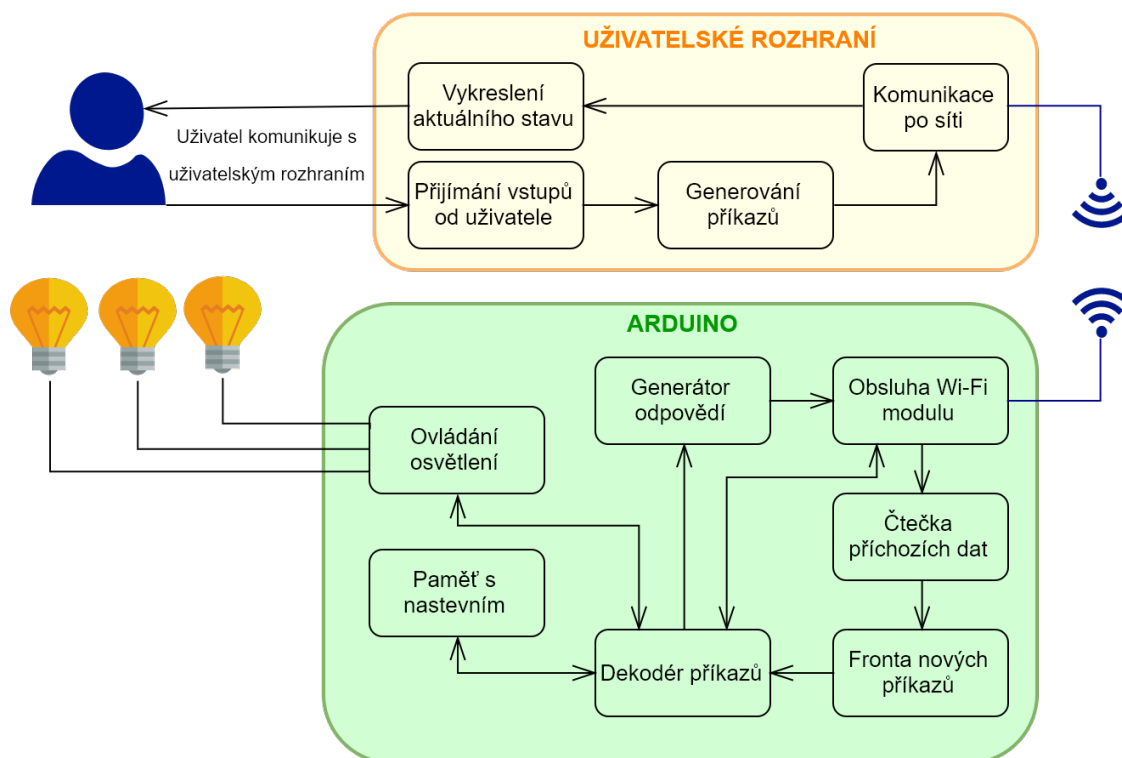 UŽIVATELSKÉ ROZHRANÍ
Vykreslení
aktuálního stavu
Komunikace
po síti
Uživatel komunikuje s
uživatelským rozhraním
Přijímání vstupů
od uživatele
Generování
příkazů
ARDUINO
Generátor
odpovědí
Obsluha Wi-Fi
modulu
Ovládání
osvětlení
Čtečka
příchozích dat
Paměť s
nastevním
Dekodér příkazů
Fronta nových
příkazů